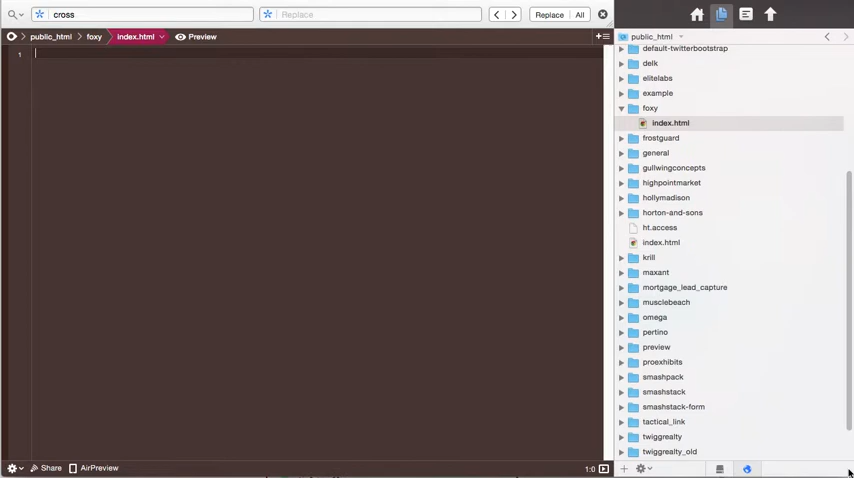 cross
Replace
Replace All
public_html foxy index.html Preview
1
public_html
default-twitterbootstrap
delk
elitelabs
example
foxy
index.html
frostguard
general
gullwingconcepts
highpointmarket
hollymadison
horton-and-sons
ht.access
index.html
krill
maxant
mortgage_lead_capture
musclebeach
omega
pertino
preview
proexhibits
smashpack
smashstack
smashstack-form
tactical_link
twiggrealty
twiggrealty_old
Share AirPreview 1:0